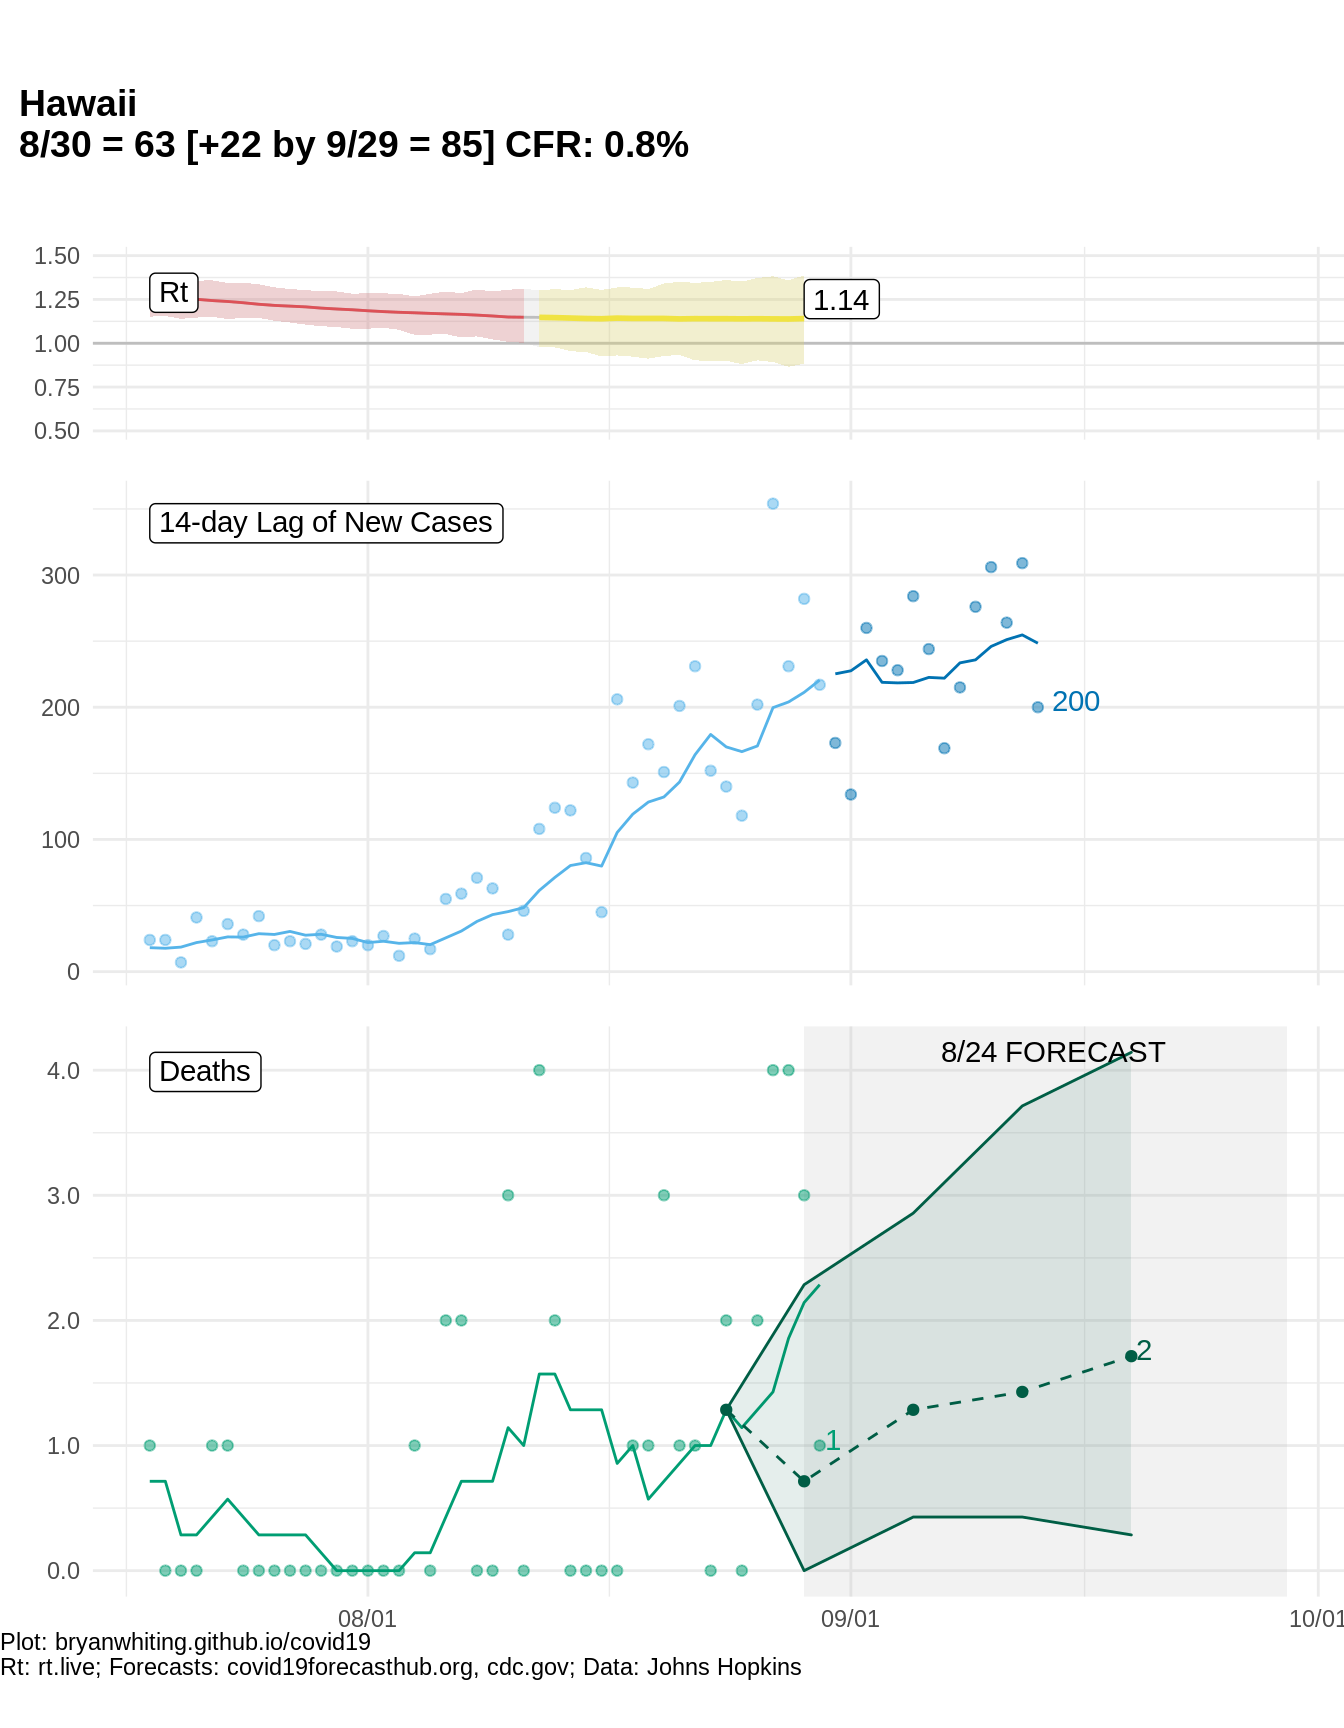 Hawaii
8/30 = 63 [+22 by 9/29 = 85] CFR: 0.8%
1.50
Rt
1.25
1.14
1.00
0.75
0.50
14-day Lag of New Cases
300
200
200
100
0
8/24 FORECAST
Deaths
4.0
3.0
2.0
2
1.0
1
0.0
08/01
09/01
10/01
Plot: bryanwhiting.github.io/covid19
Rt: rt.live; Forecasts: covid19forecasthub.org, cdc.gov; Data: Johns Hopkins